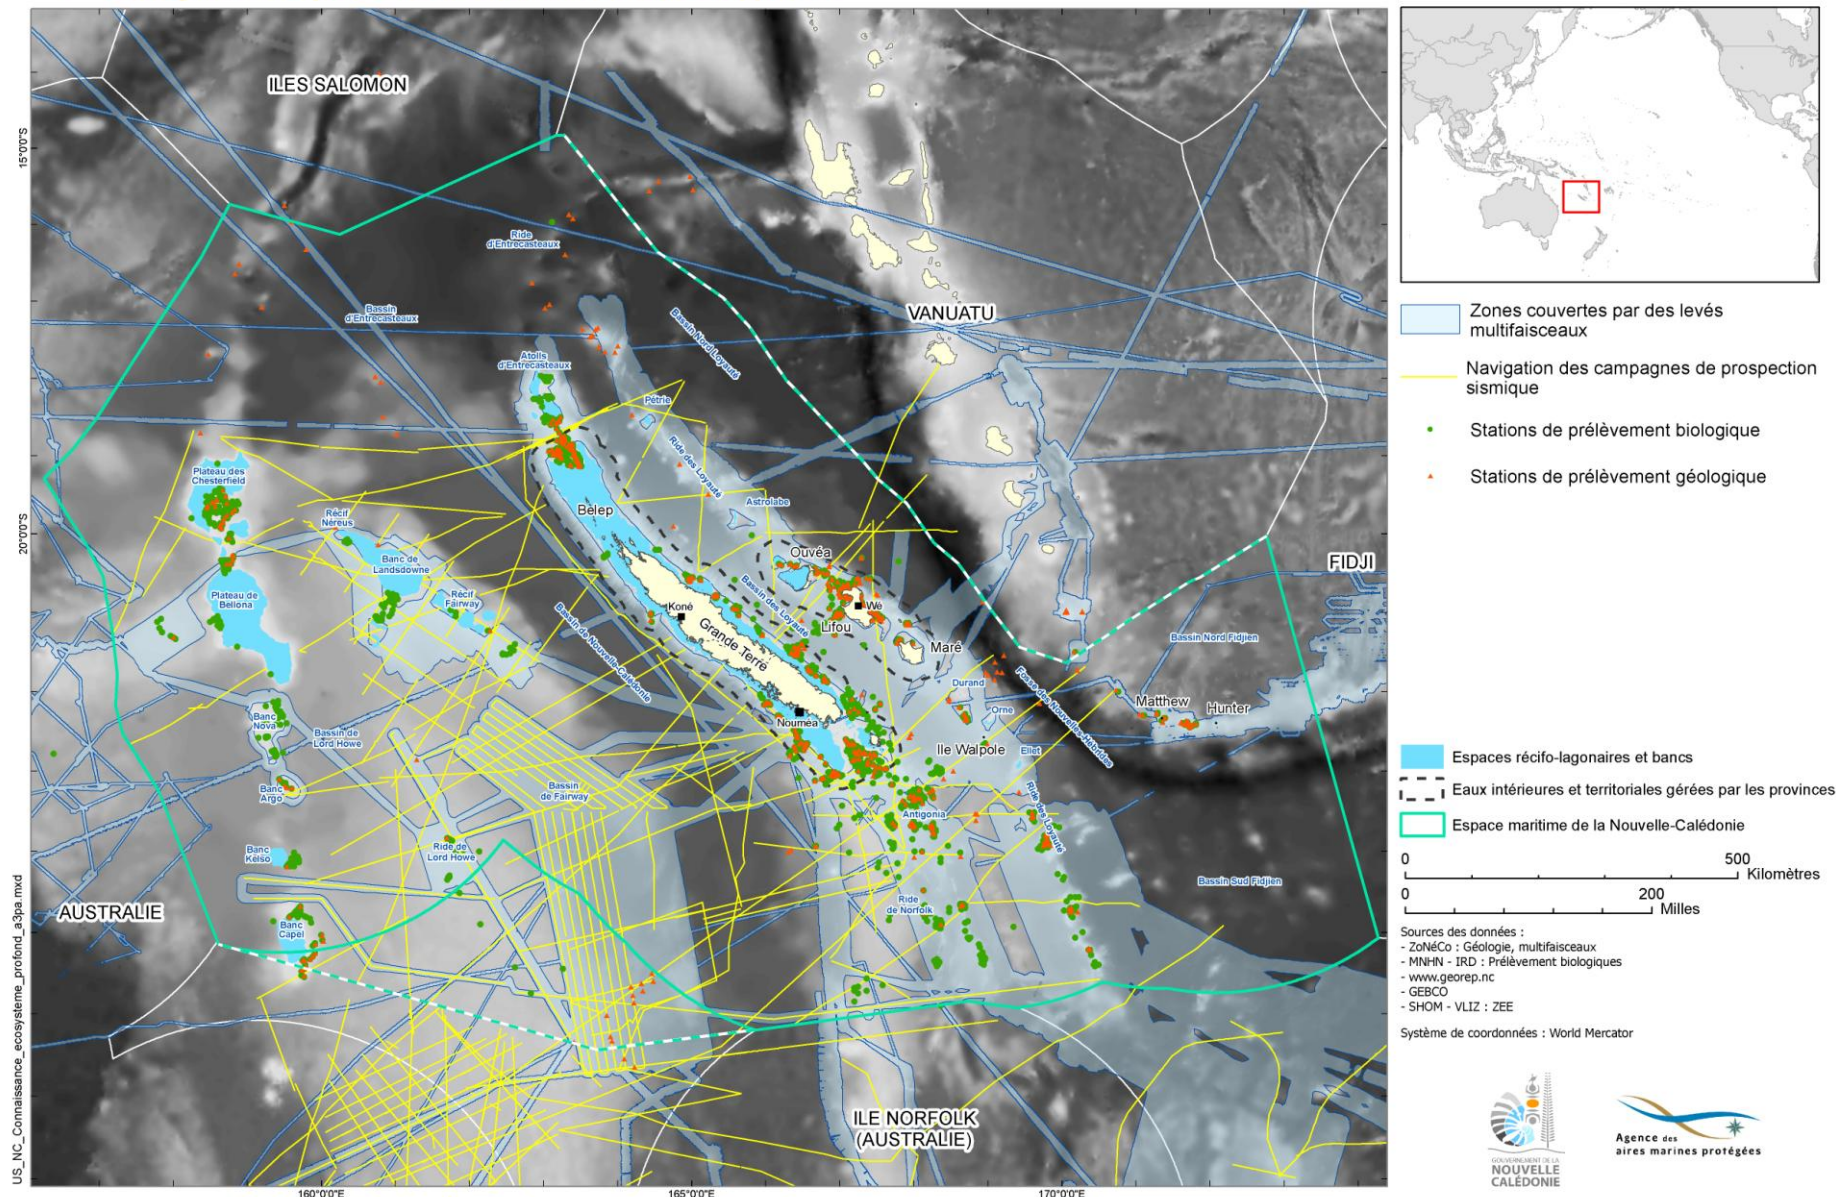 ILES SALOMON
15°0'0"S
Ride
d'Entrecasteaux
Bassin
d'Entrecasteaux
Bassin Nord Loyauté
VANUATU
Atolls
d'Entrecasteaux
Pétrie
Ride des Loyauté
Plateau des
Chesterfield
Astrolabe
Récif
Néreus
Bélep
20°0'0"S
Banc de
Landsdowne
Ouvéa
FIDJI
Plateau de
Bellona
Récif
Fairway
Bassin des Loyauté
Koné
Wé
Lifou
Grande Terre
Bassin de Nouvelle-Calédonie
Bassin Nord Fidjien
Maré
Durand
Fosse des Nouvelles-Hébrides
Matthew
Hunter
Orne
Banc
Nova
Bassin de
Lord Howe
Nouméa
Ile Walpole
Ellet
Banc
Argo
Bassin
de Fairway
Ride des Loyauté
Antigonia
Banc
Kelso
Ride de
Lord Howe
Bassin Sud Fidjien
Ride
de Norfolk
AUSTRALIE
Banc
Capel
ILE NORFOLK
(AUSTRALIE)
160°0'0"E
165°0'0"E
170°0'0"E
US_NC_Connaissance_ecosysteme_profond_a3pa.mxd
Zones couvertes par des levés
multifaisceaux
Navigation des campagnes de prospection
sismique
Stations de prélèvement biologique
Stations de prélèvement géologique
Espaces récifo-lagonaires et bancs
Eaux intérieures et territoriales gérées par les provinces
Espace maritime de la Nouvelle-Calédonie
0 500
Kilomètres
0 200
Milles
Sources des données :
- ZoNéCo : Géologie, multifaisceaux
- MNHN - IRD : Prélèvement biologiques
- www.georep.nc
- GEBCO
- SHOM - VLIZ : ZEE
Système de coordonnées : World Mercator
GOUVERNEMENT DE LA
NOUVELLE
CALÉDONIE
Agence des
aires marines protégées